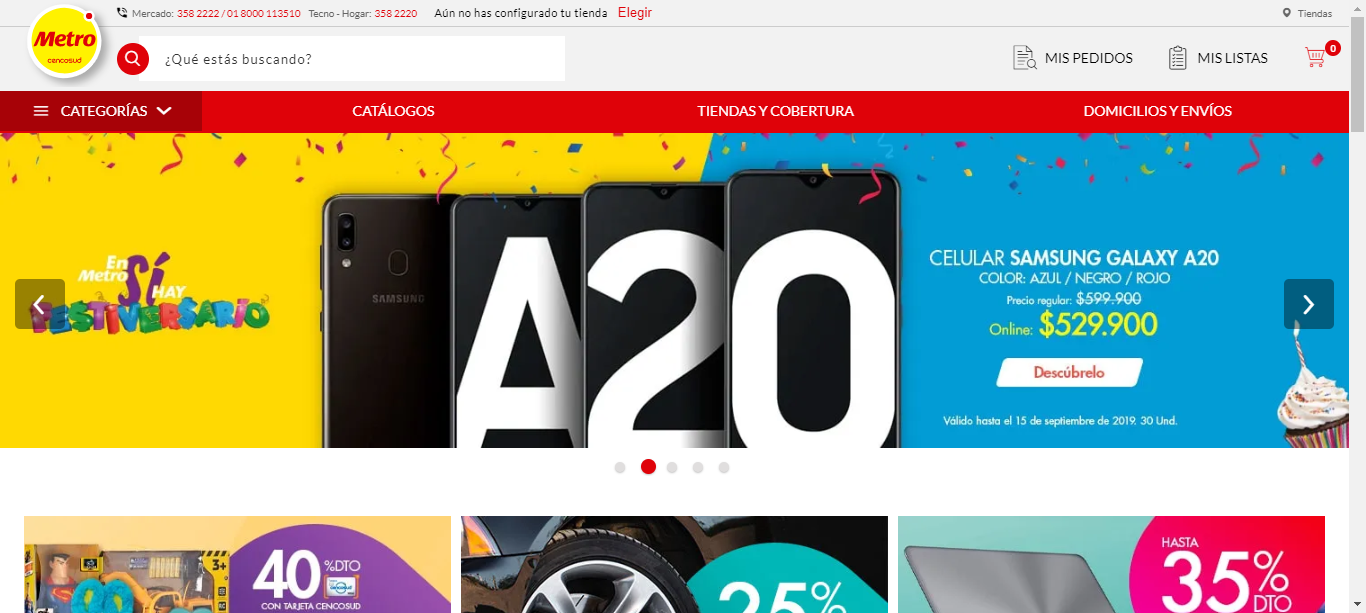 Mercado: 358 2222 / 01 8000 113510 Tecno - Hogar: 358 2220 Aún no has configurado tu tienda Elegir
Tiendas
Metro
cencosud
¿Qué estás buscando?
MIS PEDIDOS
MIS LISTAS
0
CATEGORÍAS
CATÁLOGOS
TIENDAS Y COBERTURA
DOMICILIOS Y ENVÍOS
En
Metro
SÍ
HAY
FESTIVERSARIO
SAMSUNG
A20
CELULAR SAMSUNG GALAXY A20
COLOR: AZUL / NEGRO / ROJO
Precio regular: $599.900
Online: $529.900
Descúbrelo
Válido hasta el 15 de septiembre de 2019. 30 Und.
3+
40 %DTO
cencosud
CON TARJETA CENCOSUD
25%
HASTA
35%
DTO